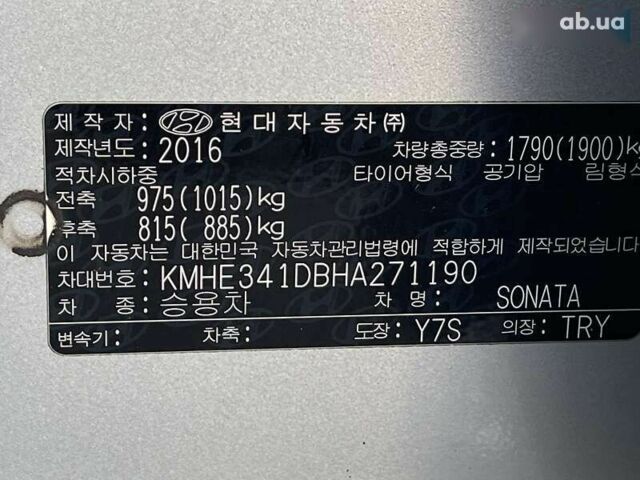 ab.ua
제작자: HYUNDAI 현대자동차㈜
제작년도: 2016 차량총중량: 1790(1900)k
적차시하중 타이어형식 공기압 림형식
전축 975(1015)kg
후축 815( 885)kg
이 자동차는 대한민국 자동차관리법령에 적합하게 제작되었습
차대번호: KMHE341DBHA271190
차종: 승용차 차명: SONATA
변속기: 차축: 도장: Y7S 의장: TRY